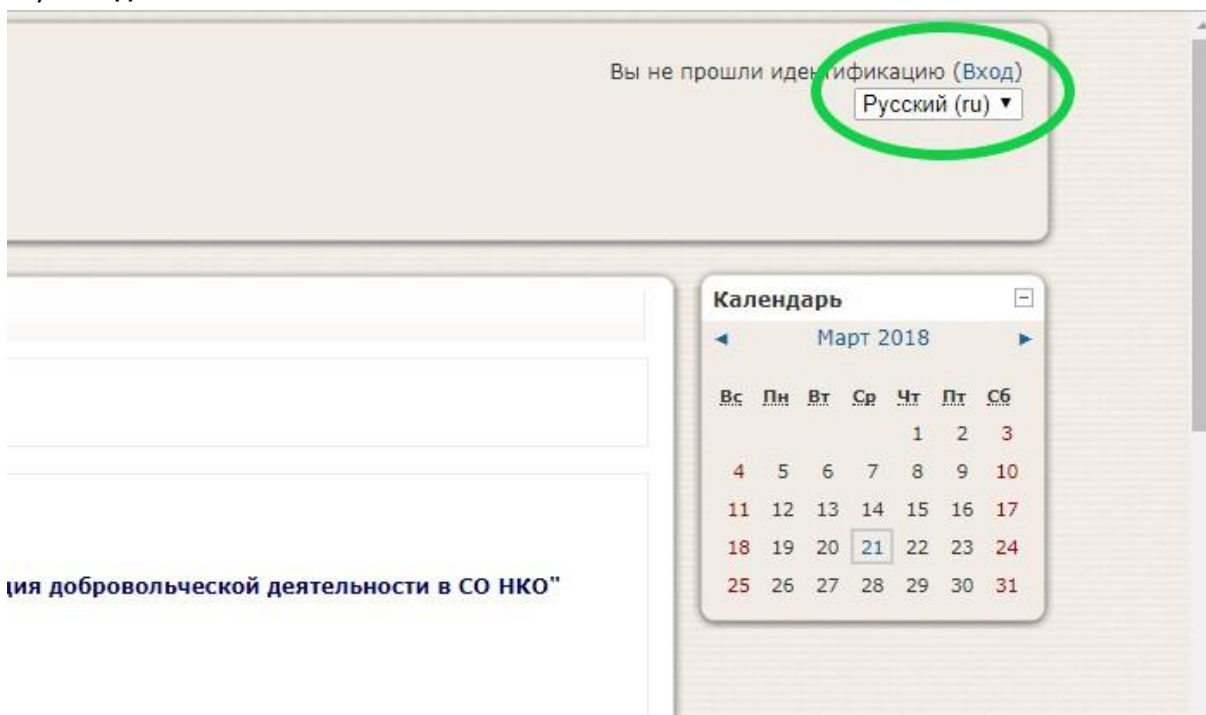 Вы не прошли идентификацию (Вход)
Русский (ru) ▼
Календарь
◄ Март 2018 ►
Вс Пн Вт Ср Чт Пт Сб
1 2 3
4 5 6 7 8 9 10
11 12 13 14 15 16 17
18 19 20 21 22 23 24
25 26 27 28 29 30 31
ия добровольческой деятельности в СО НКО"